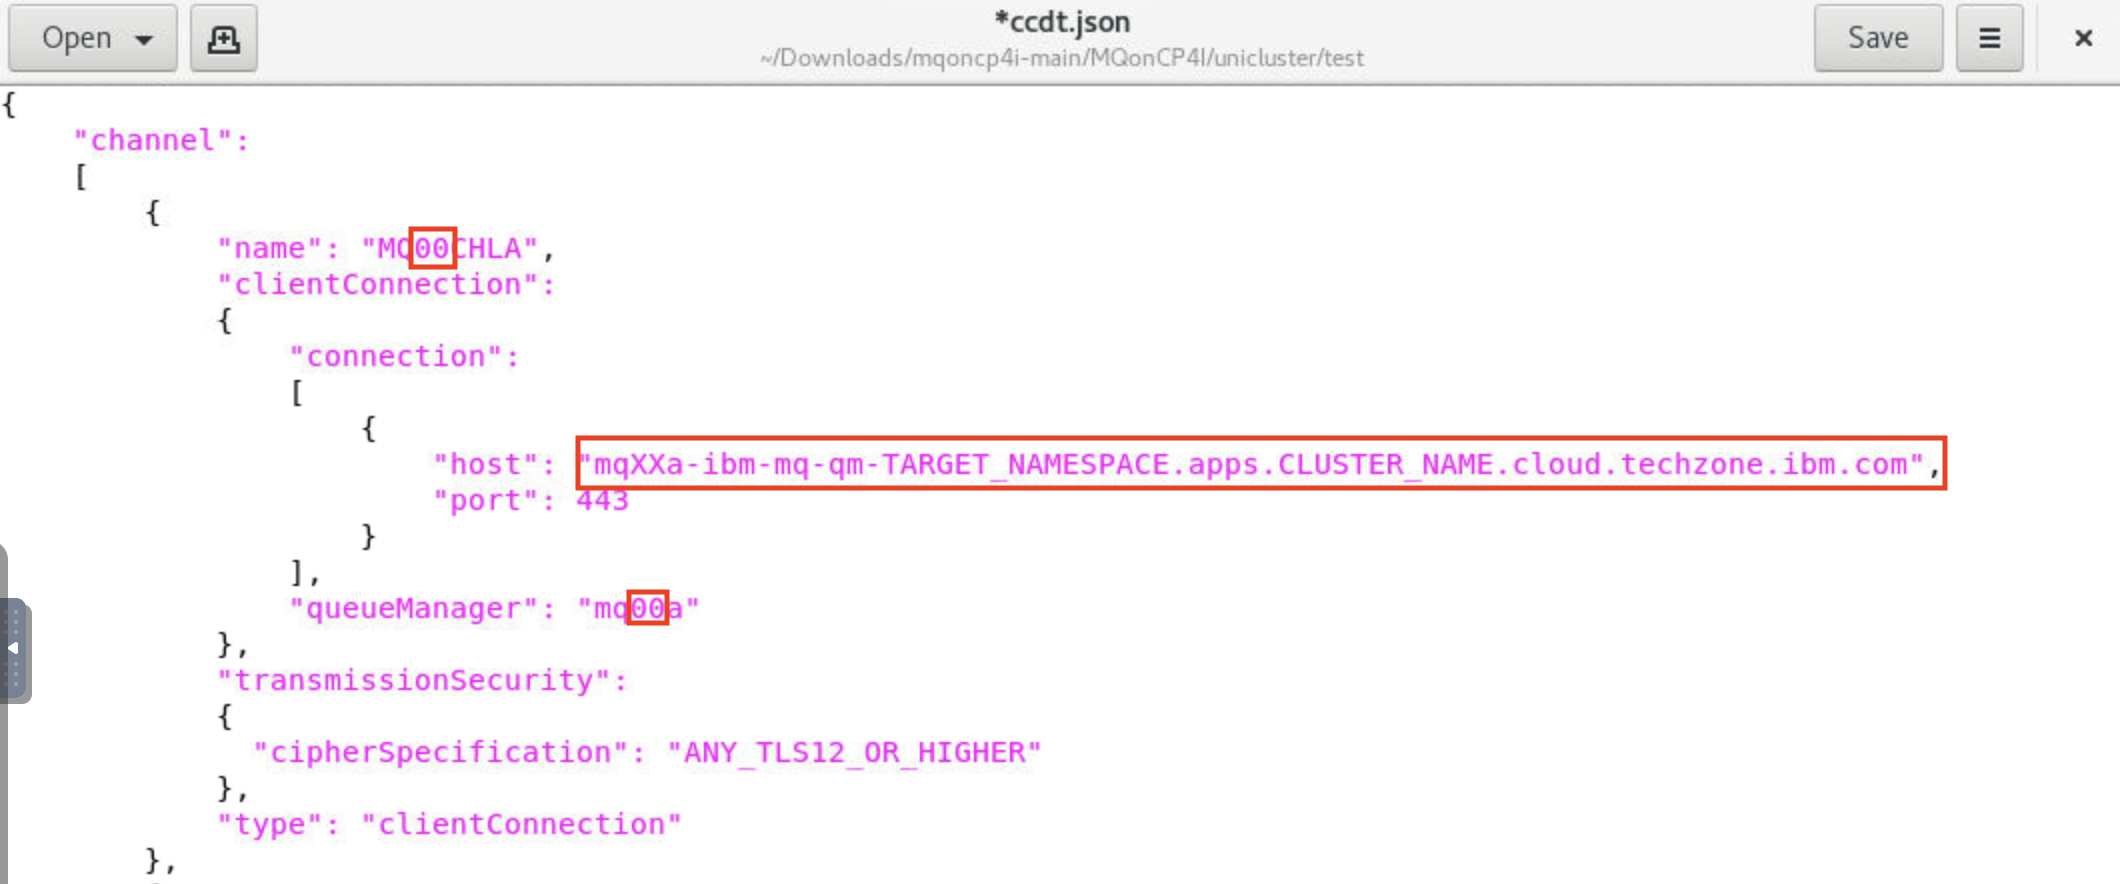 Open
*ccdt.json
~/Downloads/mqoncp4i-main/MQonCP4I/unicluster/test
Save
{
    "channel":
    [
        {
            "name": "MQ00CHLA",
            "clientConnection":
            {
                "connection":
                [
                    {
                        "host": "mqXXa-ibm-mq-qm-TARGET_NAMESPACE.apps.CLUSTER_NAME.cloud.techzone.ibm.com",
                        "port": 443
                    }
                ],
                "queueManager": "mq00a"
            },
            "transmissionSecurity":
            {
              "cipherSpecification": "ANY_TLS12_OR_HIGHER"
            },
            "type": "clientConnection"
        },